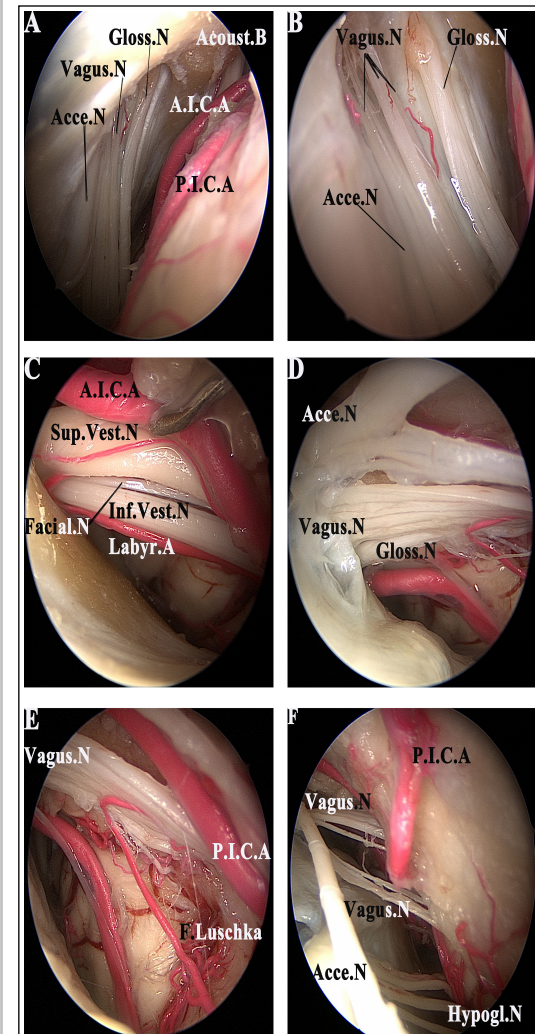 A
Gloss.N
Acoust.B
Vagus.N
A.I.C.A
Acce.N
P.I.C.A
B
Vagus.N
Gloss.N
Acce.N
C
A.I.C.A
Sup.Vest.N
Inf.Vest.N
Facial.N
Labyr.A
D
Acce.N
Vagus.N
Gloss.N
E
Vagus.N
P.I.C.A
F.Luschka
F
P.I.C.A
Vagus.N
Vagus.N
Acce.N
Hypogl.N